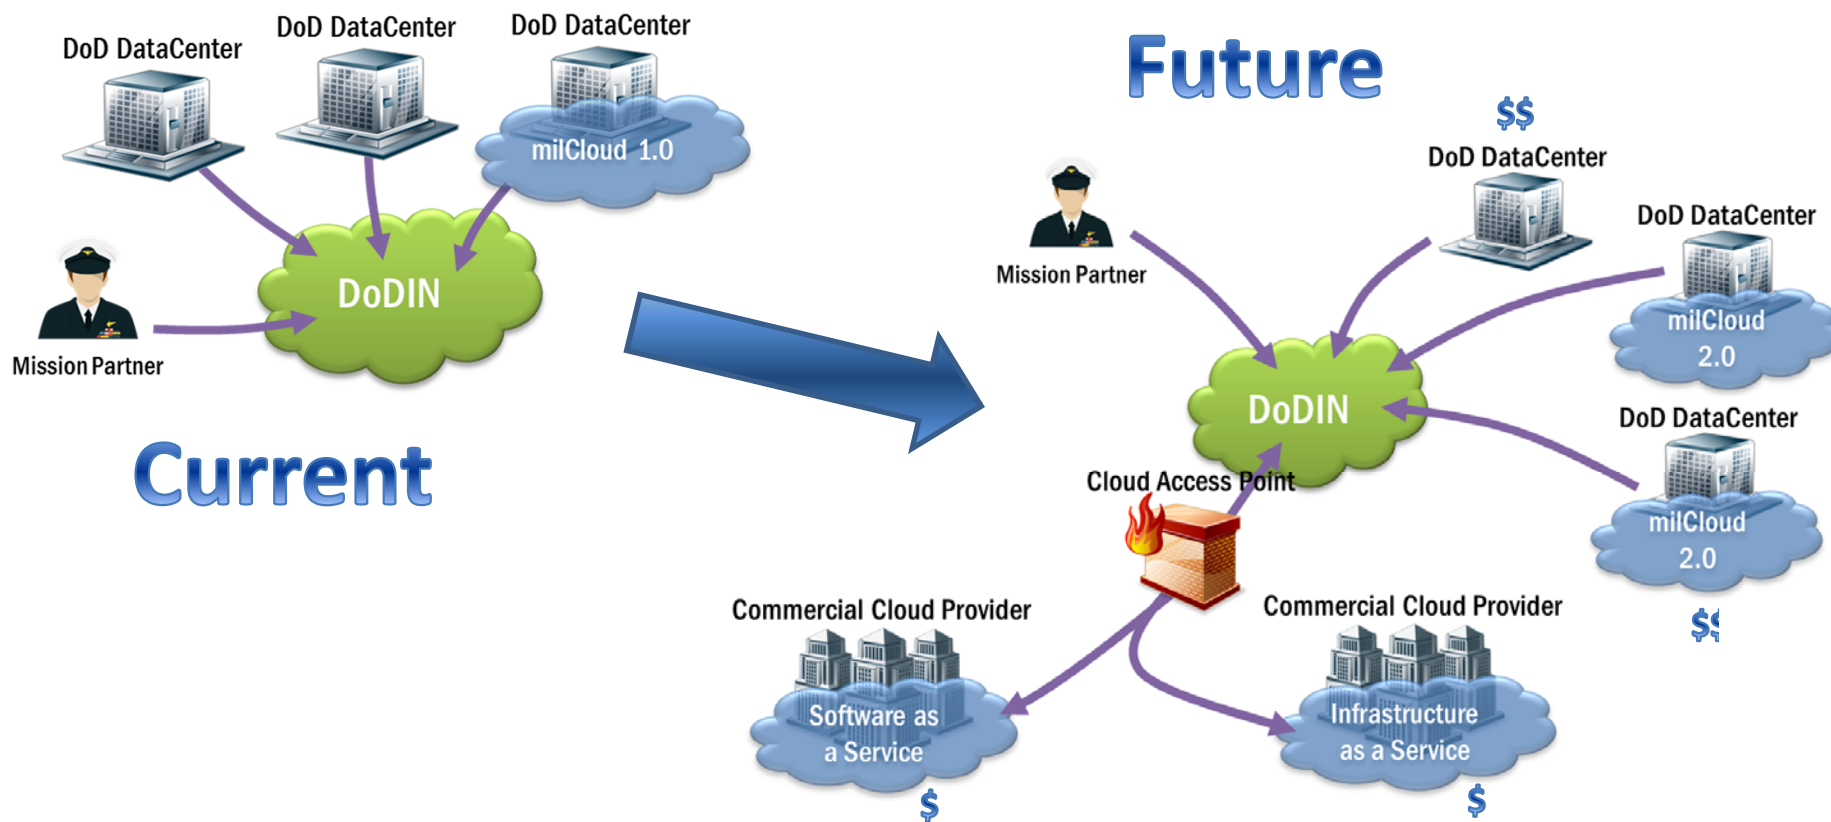 DoD DataCenter
DoD DataCenter
DoD DataCenter
milCloud 1.0
DoDIN
Mission Partner
Current
Future
$$
DoD DataCenter
Mission Partner
DoD DataCenter
milCloud
2.0
DoDIN
DoD DataCenter
milCloud
2.0
$$
Cloud Access Point
Commercial Cloud Provider
Software as
a Service
$
Commercial Cloud Provider
Infrastructure
as a Service
$